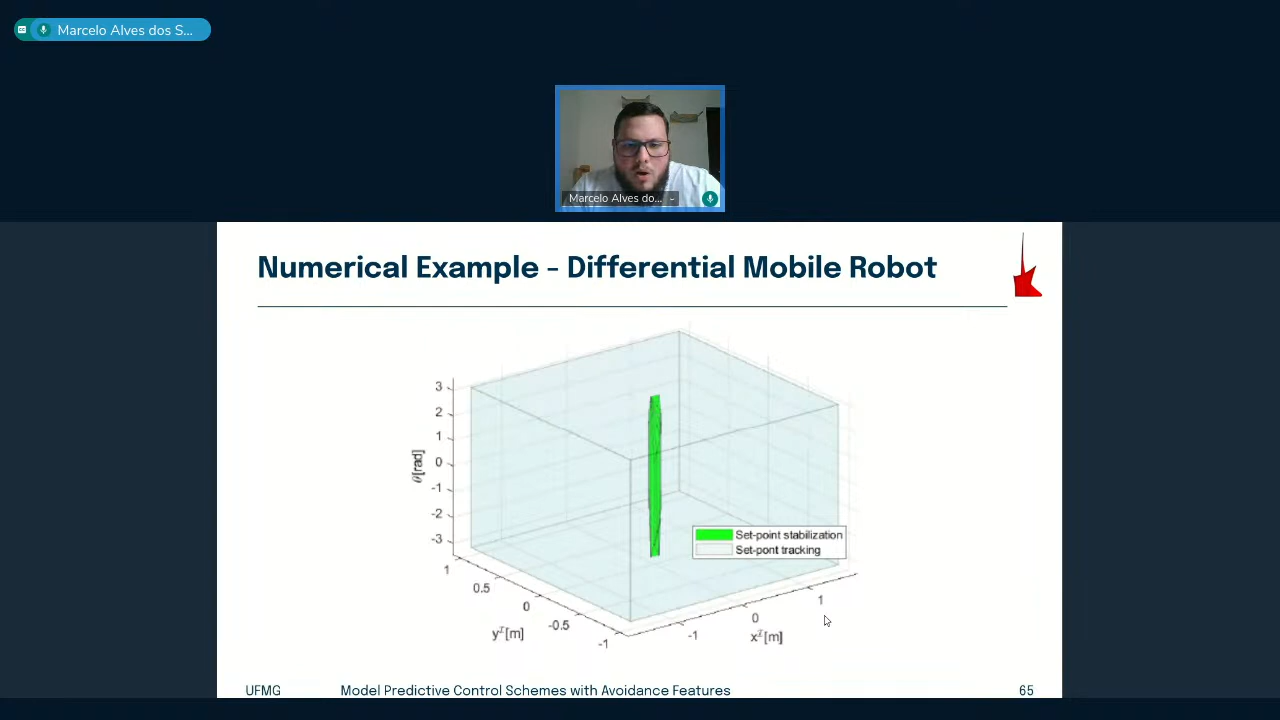 Marcelo Alves dos S...
Marcelo Alves do...
Numerical Example - Differential Mobile Robot
3
2
1
0
-1
-2
-3
θ[rad]
1
0.5
0
-0.5
-1
yᴵ[m]
-1
0
1
xᴵ[m]
Set-point stabilization
Set-pont tracking
UFMG Model Predictive Control Schemes with Avoidance Features 65